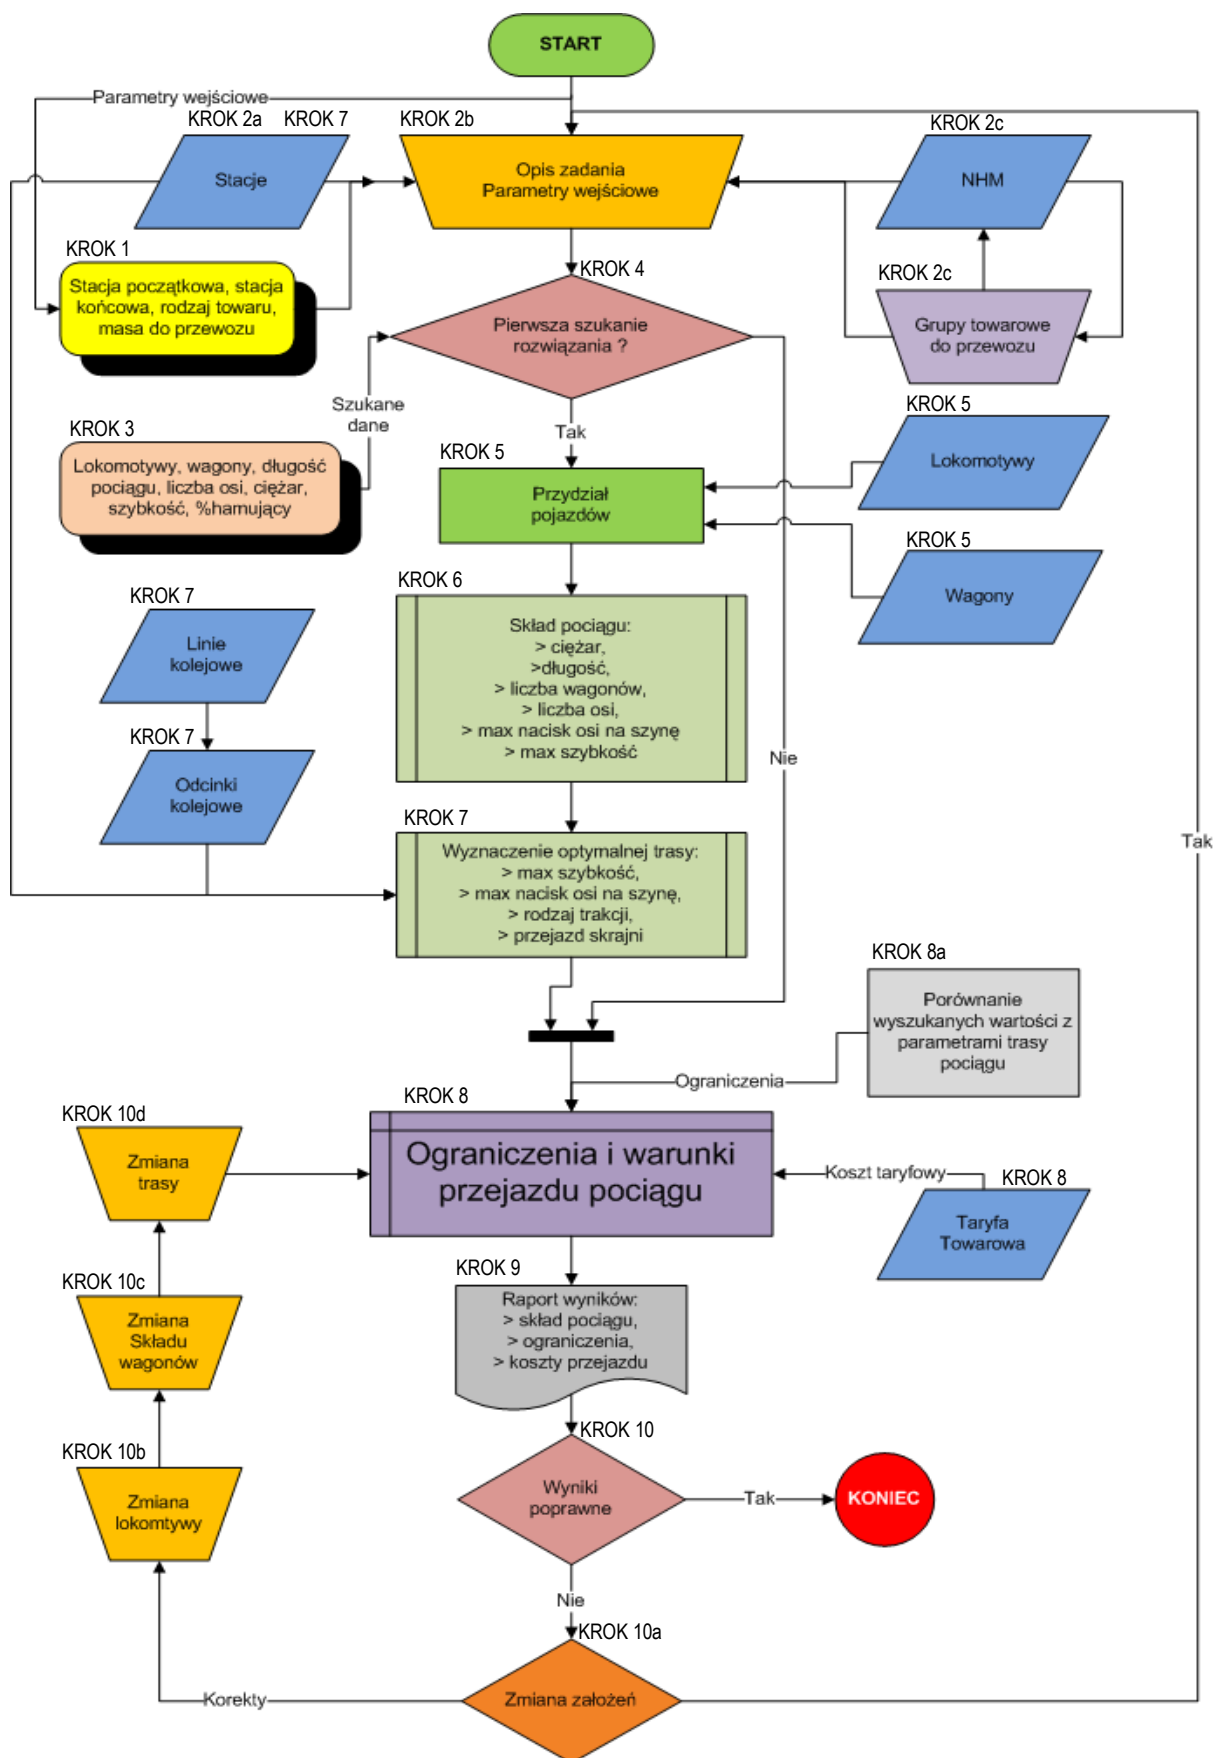 START
Parametry wejściowe
KROK 2a
KROK 7
Stacje
KROK 2b
Opis zadania
Parametry wejściowe
KROK 2c
NHM
KROK 1
Stacja początkowa, stacja
końcowa, rodzaj towaru,
masa do przewozu
KROK 4
Pierwsza szukanie
rozwiązania ?
KROK 2c
Grupy towarowe
do przewozu
Szukane
dane
KROK 3
Lokomotywy, wagony, długość
pociągu, liczba osi, ciężar,
szybkość, %hamujący
Tak
KROK 5
Przydział
pojazdów
KROK 5
Lokomotywy
KROK 5
Wagony
KROK 6
Skład pociągu:
> ciężar,
>długość,
> liczba wagonów,
> liczba osi,
> max nacisk osi na szynę
> max szybkość
KROK 7
Linie
kolejowe
KROK 7
Odcinki
kolejowe
Nie
KROK 7
Wyznaczenie optymalnej trasy:
> max szybkość,
> max nacisk osi na szynę,
> rodzaj trakcji,
> przejazd skrajni
Tak
KROK 8a
Porównanie
wyszukanych wartości z
parametrami trasy
pociągu
Ograniczenia
KROK 8
Ograniczenia i warunki
przejazdu pociągu
KROK 10d
Zmiana
trasy
Koszt taryfowy
KROK 8
Taryfa
Towarowa
KROK 9
Raport wyników:
> skład pociągu,
> ograniczenia,
> koszty przejazdu
KROK 10c
Zmiana
Składu
wagonów
KROK 10
Wyniki
poprawne
Tak
KONIEC
KROK 10b
Zmiana
lokomtywy
Nie
KROK 10a
Zmiana założeń
Korekty